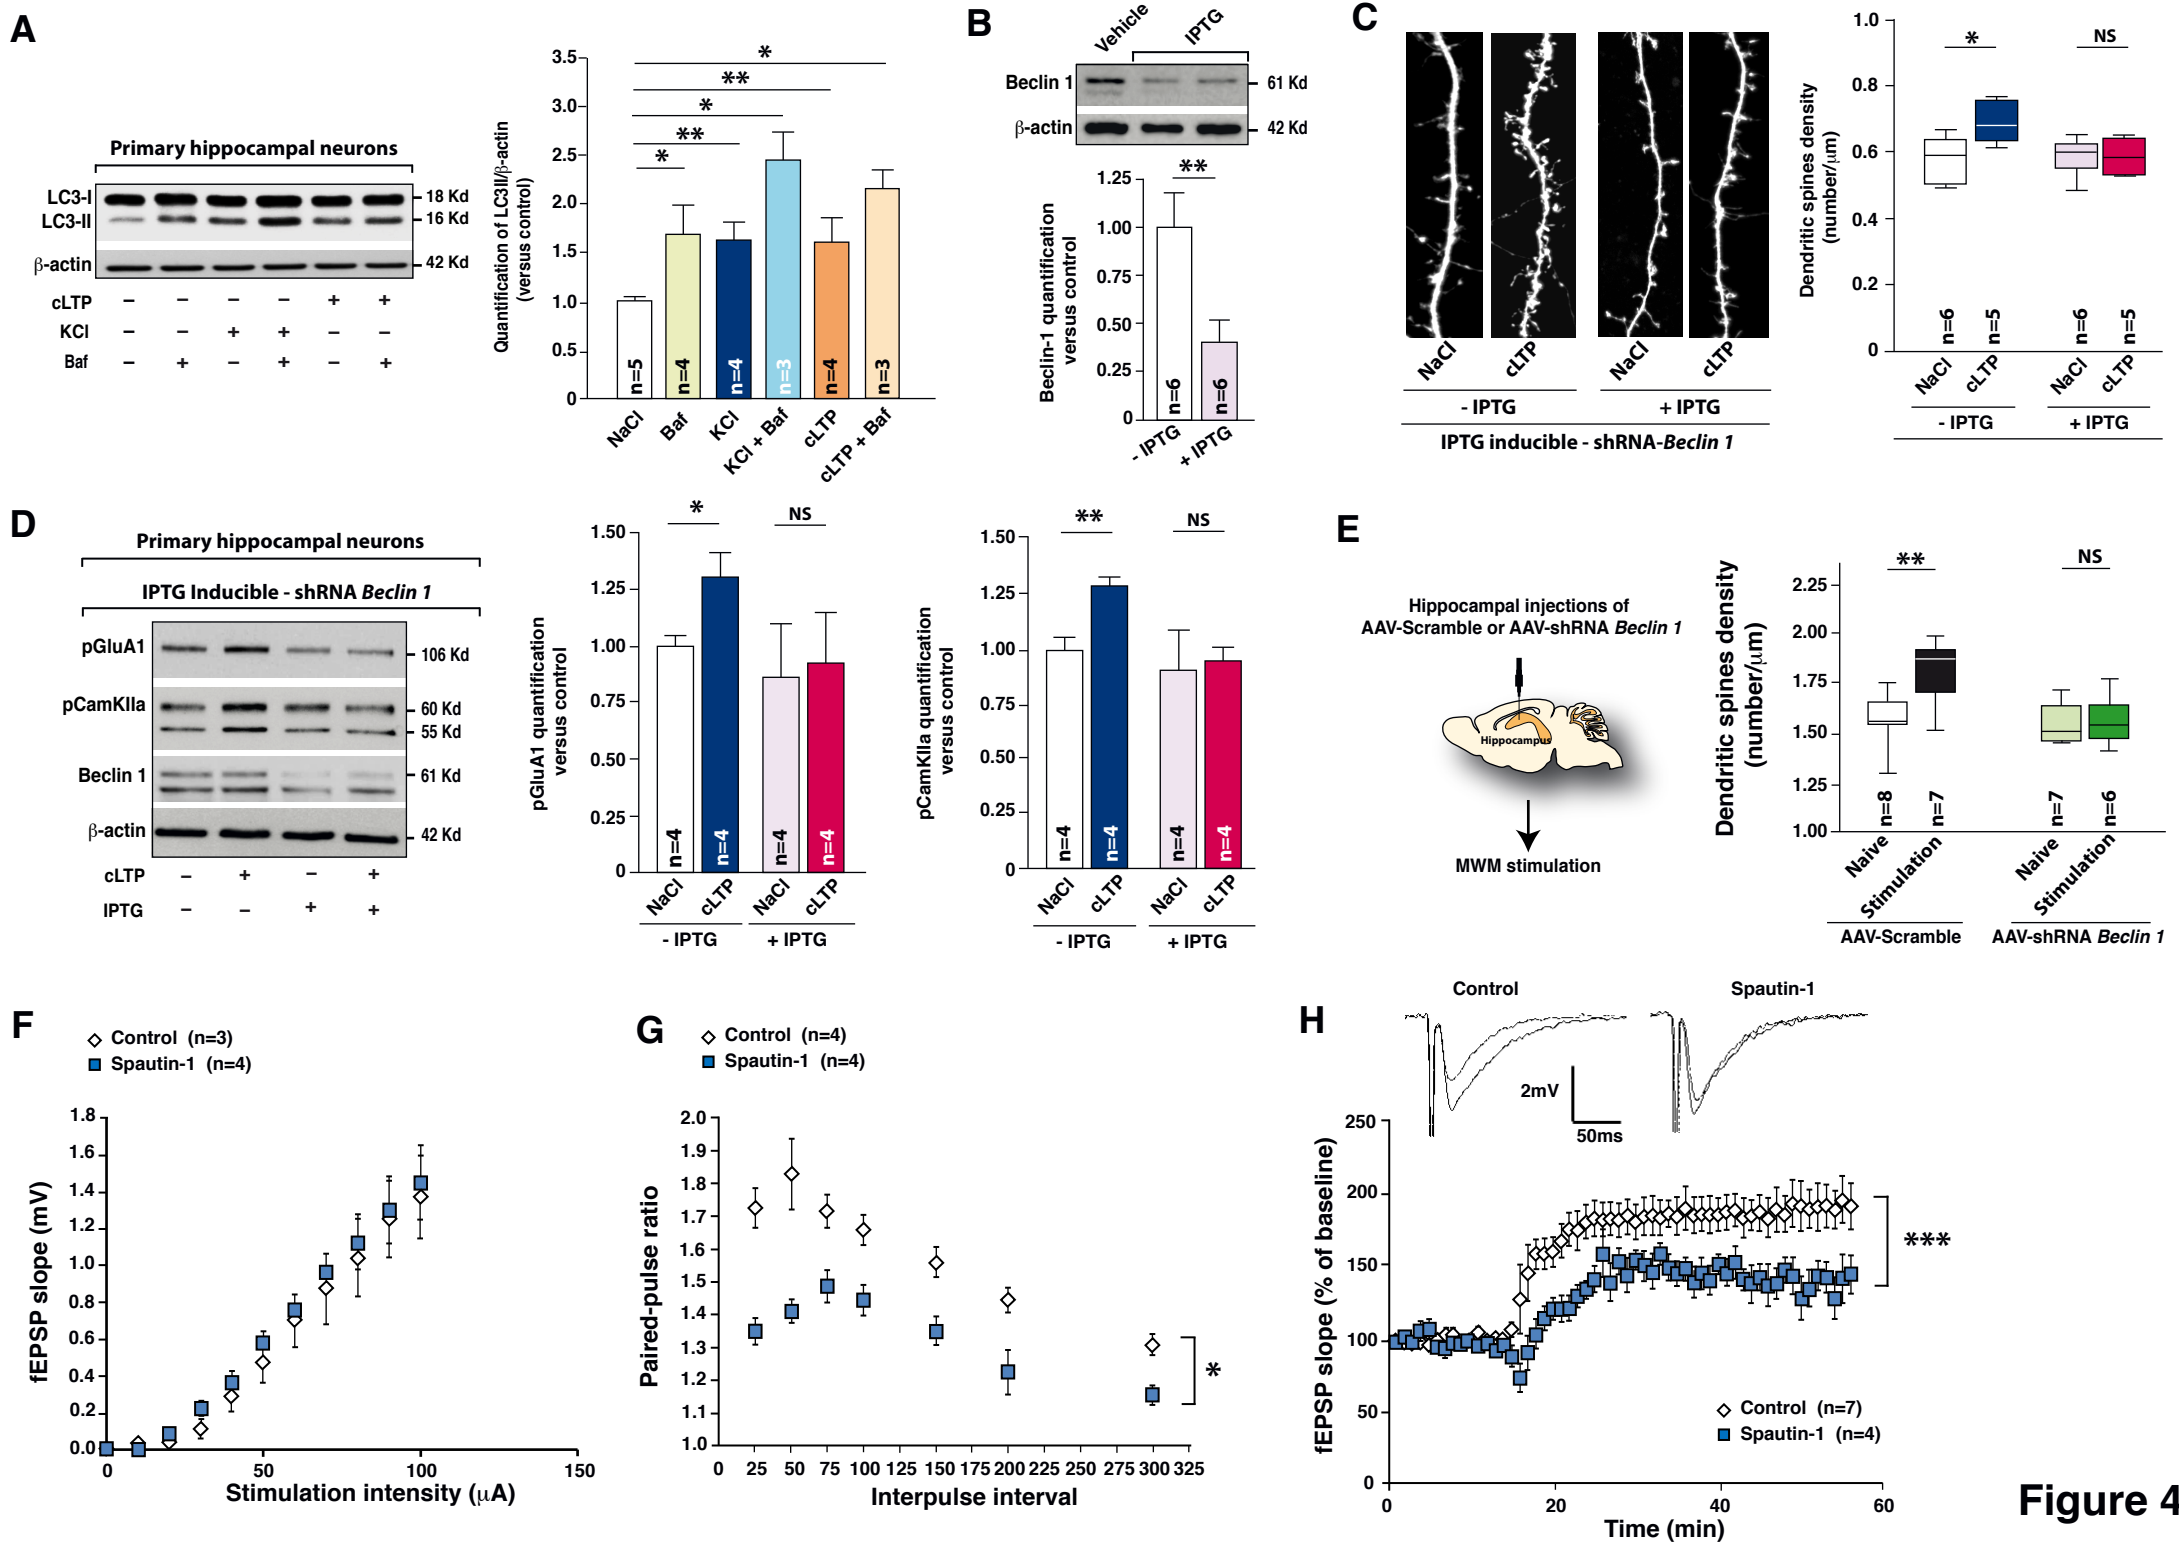 A
Primary hippocampal neurons
LC3-I
LC3-II
β-actin
18 Kd
16 Kd
42 Kd
cLTP – – – – + +
KCl – – + + – –
Baf – + – + – +
Quantification of LC3II/β-actin
(versus control)
3.5
3.0
2.5
2.0
1.5
1.0
0.5
0
*
**
*
**
*
n=5
n=4
n=4
n=3
n=4
n=3
NaCl
Baf
KCl
KCl + Baf
cLTP
cLTP + Baf
B
Vehicle
IPTG
Beclin 1
β-actin
61 Kd
42 Kd
**
Beclin-1 quantification
versus control
1.25
1.00
0.75
0.50
0.25
0
n=6
n=6
- IPTG
+ IPTG
C
NaCl
cLTP
NaCl
cLTP
- IPTG
+ IPTG
IPTG inducible - shRNA-Beclin 1
Dendritic spines density
(number/μm)
1.0
0.8
0.6
0.4
0.2
0
*
NS
n=6
n=5
n=6
n=5
NaCl
cLTP
NaCl
cLTP
- IPTG
+ IPTG
D
Primary hippocampal neurons
IPTG Inducible - shRNA Beclin 1
pGluA1
pCamKIIa
Beclin 1
β-actin
106 Kd
60 Kd
55 Kd
61 Kd
42 Kd
cLTP – + – +
IPTG – – + +
pGluA1 quantification
versus control
1.50
1.25
1.00
0.75
0.50
0.25
0
*
NS
n=4
n=4
n=4
n=4
NaCl
cLTP
NaCl
cLTP
- IPTG
+ IPTG
pCamKIIa quantification
versus control
1.50
1.25
1.00
0.75
0.50
0.25
0
**
NS
n=4
n=4
n=4
n=4
NaCl
cLTP
NaCl
cLTP
- IPTG
+ IPTG
E
Hippocampal injections of
AAV-Scramble or AAV-shRNA Beclin 1
Hippocampus
MWM stimulation
Dendritic spines density
(number/μm)
2.25
2.00
1.75
1.50
1.25
1.00
**
NS
n=8
n=7
n=7
n=6
Naive
Stimulation
Naive
Stimulation
AAV-Scramble
AAV-shRNA Beclin 1
F
Control (n=3)
Spautin-1 (n=4)
fEPSP slope (mV)
1.8
1.6
1.4
1.2
1.0
0.8
0.6
0.4
0.2
0.0
0 50 100 150
Stimulation intensity (μA)
G
Control (n=4)
Spautin-1 (n=4)
Paired-pulse ratio
2.0
1.9
1.8
1.7
1.6
1.5
1.4
1.3
1.2
1.1
1.0
*
0 25 50 75 100 125 150 175 200 225 250 275 300 325
Interpulse interval
H
Control
Spautin-1
2mV
50ms
fEPSP slope (% of baseline)
250
200
150
100
50
0
***
Control (n=7)
Spautin-1 (n=4)
0 20 40 60
Time (min)
Figure 4